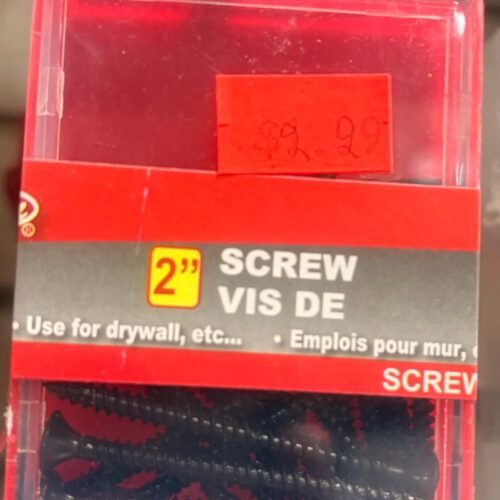 $2.29
2” SCREW
VIS DE
• Use for drywall, etc... • Emplois pour mur,
SCREW